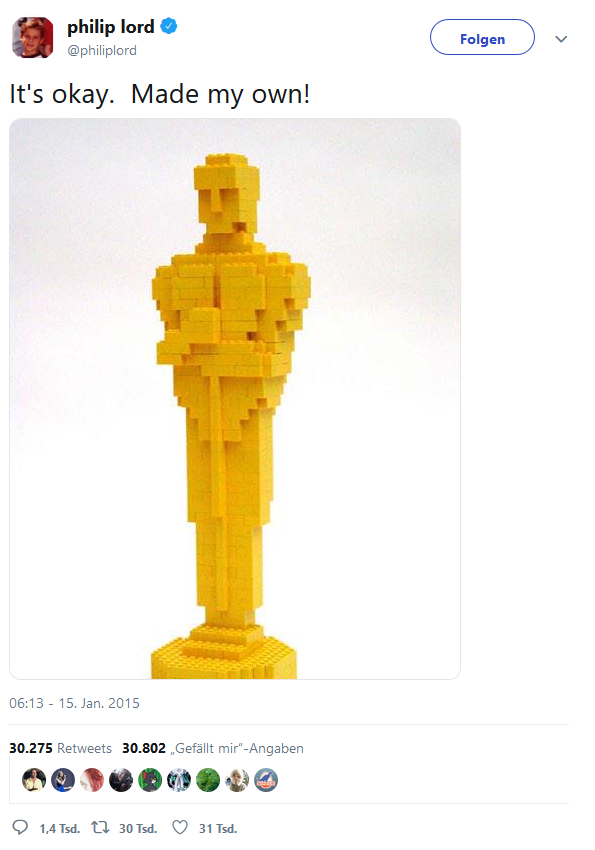 philip lord
@philiplord
Folgen
It's okay.  Made my own!
06:13 - 15. Jan. 2015
30.275 Retweets 30.802 „Gefällt mir“-Angaben
1,4 Tsd. 30 Tsd. 31 Tsd.